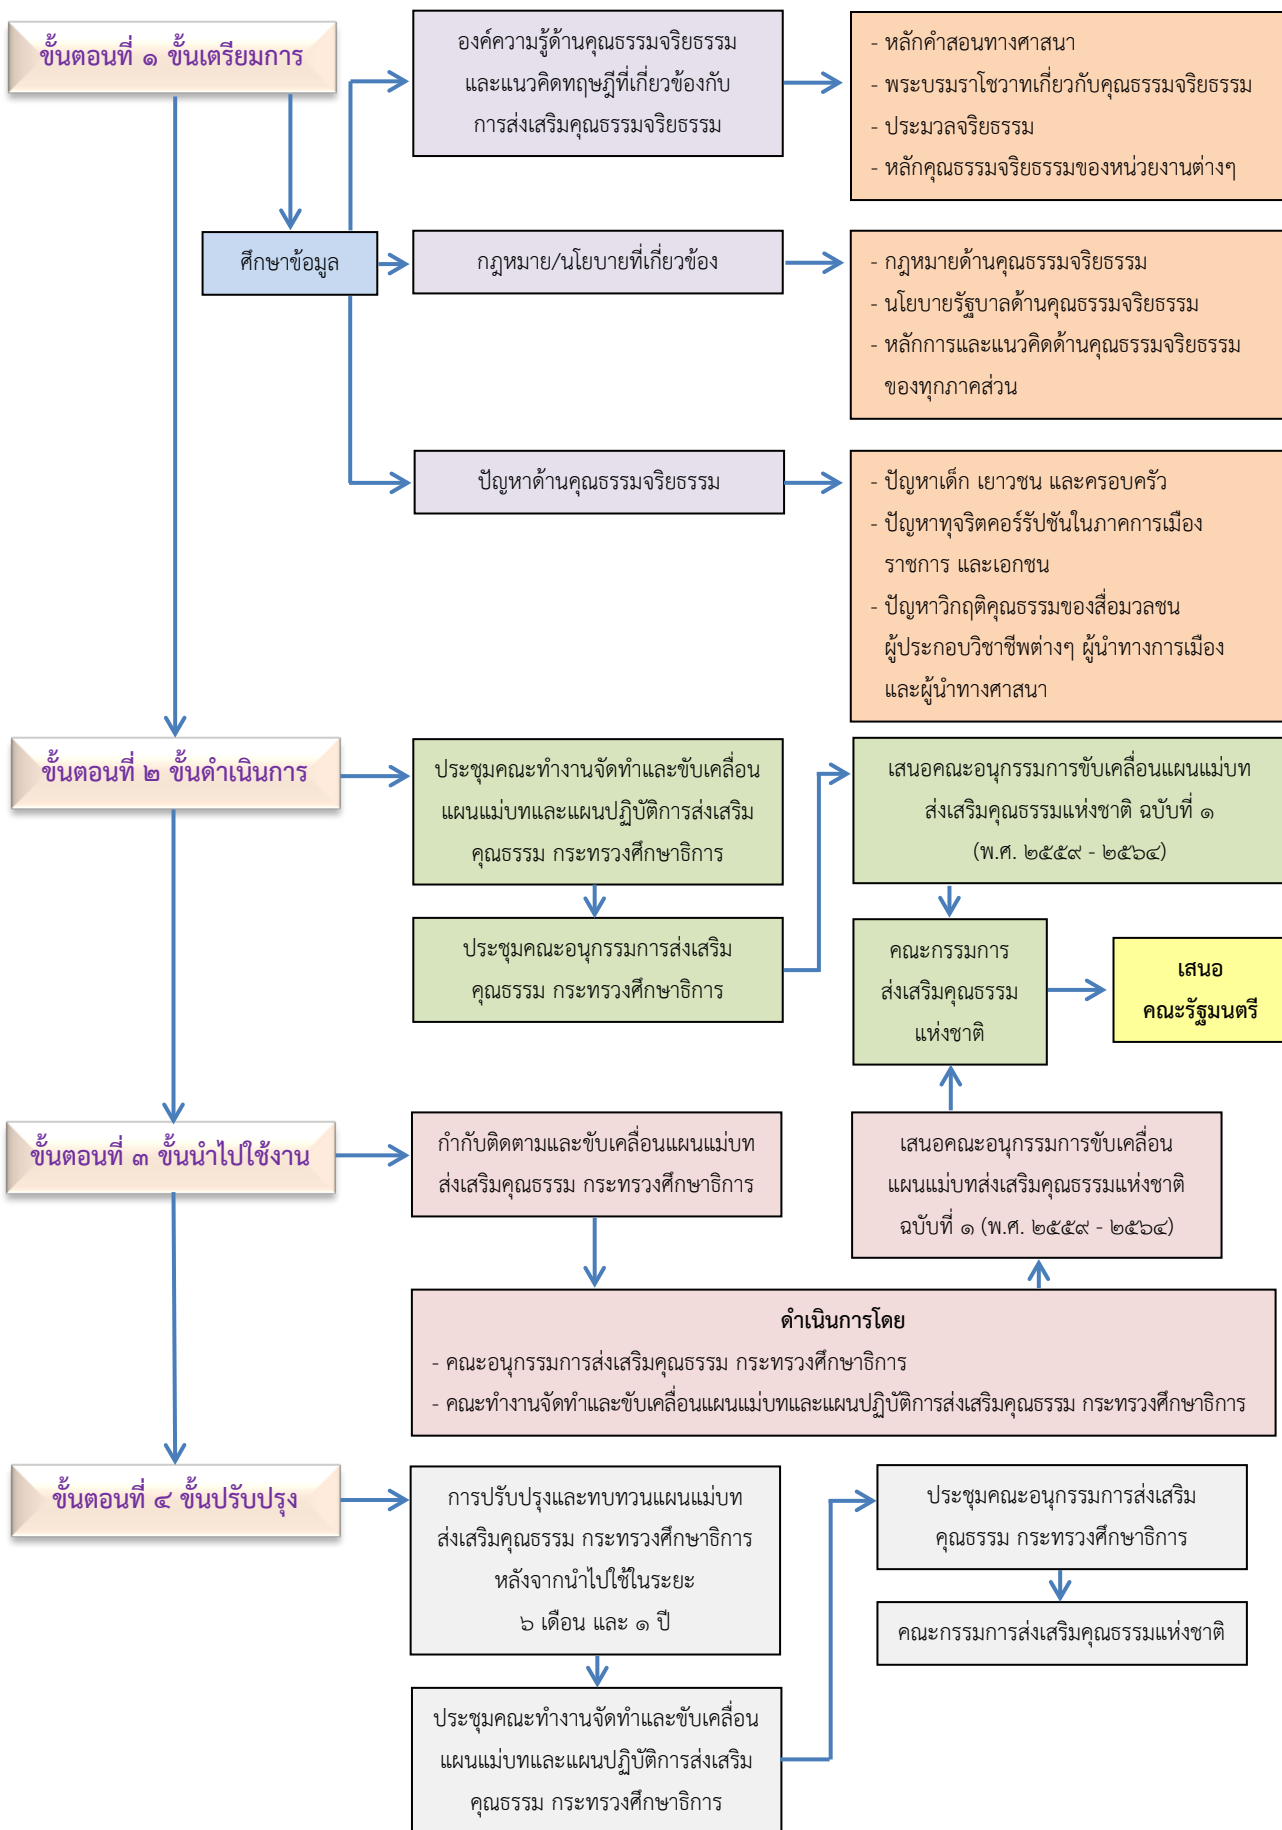 ขั้นตอนที่ ๑ ขั้นเตรียมการ
องค์ความรู้ด้านคุณธรรมจริยธรรม
และแนวคิดทฤษฎีที่เกี่ยวข้องกับ
การส่งเสริมคุณธรรมจริยธรรม
- หลักคำสอนทางศาสนา
- พระบรมราโชวาทเกี่ยวกับคุณธรรมจริยธรรม
- ประมวลจริยธรรม
- หลักคุณธรรมจริยธรรมของหน่วยงานต่างๆ
ศึกษาข้อมูล
กฎหมาย/นโยบายที่เกี่ยวข้อง
- กฎหมายด้านคุณธรรมจริยธรรม
- นโยบายรัฐบาลด้านคุณธรรมจริยธรรม
- หลักการและแนวคิดด้านคุณธรรมจริยธรรม
ของทุกภาคส่วน
ปัญหาด้านคุณธรรมจริยธรรม
- ปัญหาเด็ก เยาวชน และครอบครัว
- ปัญหาทุจริตคอร์รัปชันในภาคการเมือง
ราชการ และเอกชน
- ปัญหาวิกฤติคุณธรรมของสื่อมวลชน
ผู้ประกอบวิชาชีพต่างๆ ผู้นำทางการเมือง
และผู้นำทางศาสนา
ขั้นตอนที่ ๒ ขั้นดำเนินการ
ประชุมคณะทำงานจัดทำและขับเคลื่อน
แผนแม่บทและแผนปฏิบัติการส่งเสริม
คุณธรรม กระทรวงศึกษาธิการ
ประชุมคณะอนุกรรมการส่งเสริม
คุณธรรม กระทรวงศึกษาธิการ
เสนอคณะอนุกรรมการขับเคลื่อนแผนแม่บท
ส่งเสริมคุณธรรมแห่งชาติ ฉบับที่ ๑
(พ.ศ. ๒๕๕๙ - ๒๕๖๔)
คณะกรรมการ
ส่งเสริมคุณธรรม
แห่งชาติ
เสนอ
คณะรัฐมนตรี
ขั้นตอนที่ ๓ ขั้นนำไปใช้งาน
กำกับติดตามและขับเคลื่อนแผนแม่บท
ส่งเสริมคุณธรรม กระทรวงศึกษาธิการ
เสนอคณะอนุกรรมการขับเคลื่อน
แผนแม่บทส่งเสริมคุณธรรมแห่งชาติ
ฉบับที่ ๑ (พ.ศ. ๒๕๕๙ - ๒๕๖๔)
ดำเนินการโดย
- คณะอนุกรรมการส่งเสริมคุณธรรม กระทรวงศึกษาธิการ
- คณะทำงานจัดทำและขับเคลื่อนแผนแม่บทและแผนปฏิบัติการส่งเสริมคุณธรรม กระทรวงศึกษาธิการ
ขั้นตอนที่ ๔ ขั้นปรับปรุง
การปรับปรุงและทบทวนแผนแม่บท
ส่งเสริมคุณธรรม กระทรวงศึกษาธิการ
หลังจากนำไปใช้ในระยะ
๖ เดือน และ ๑ ปี
ประชุมคณะทำงานจัดทำและขับเคลื่อน
แผนแม่บทและแผนปฏิบัติการส่งเสริม
คุณธรรม กระทรวงศึกษาธิการ
ประชุมคณะอนุกรรมการส่งเสริม
คุณธรรม กระทรวงศึกษาธิการ
คณะกรรมการส่งเสริมคุณธรรมแห่งชาติ